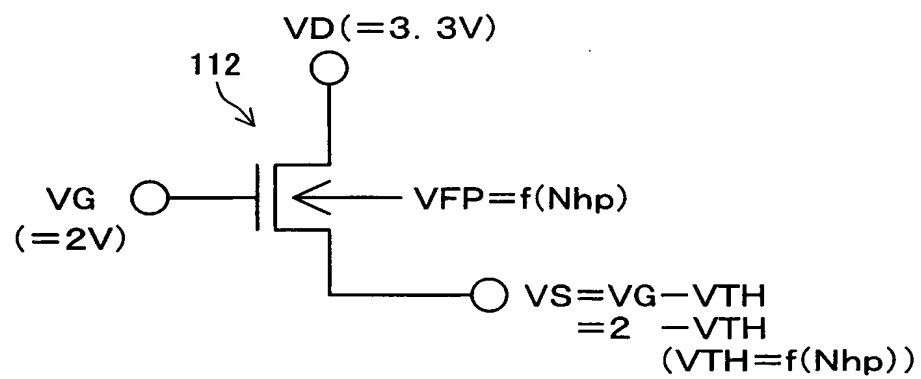 VD(=3. 3V)
112
VG
(=2V)
VFP=f(Nhp)
VS=VG-VTH
=2 -VTH
(VTH=f(Nhp))